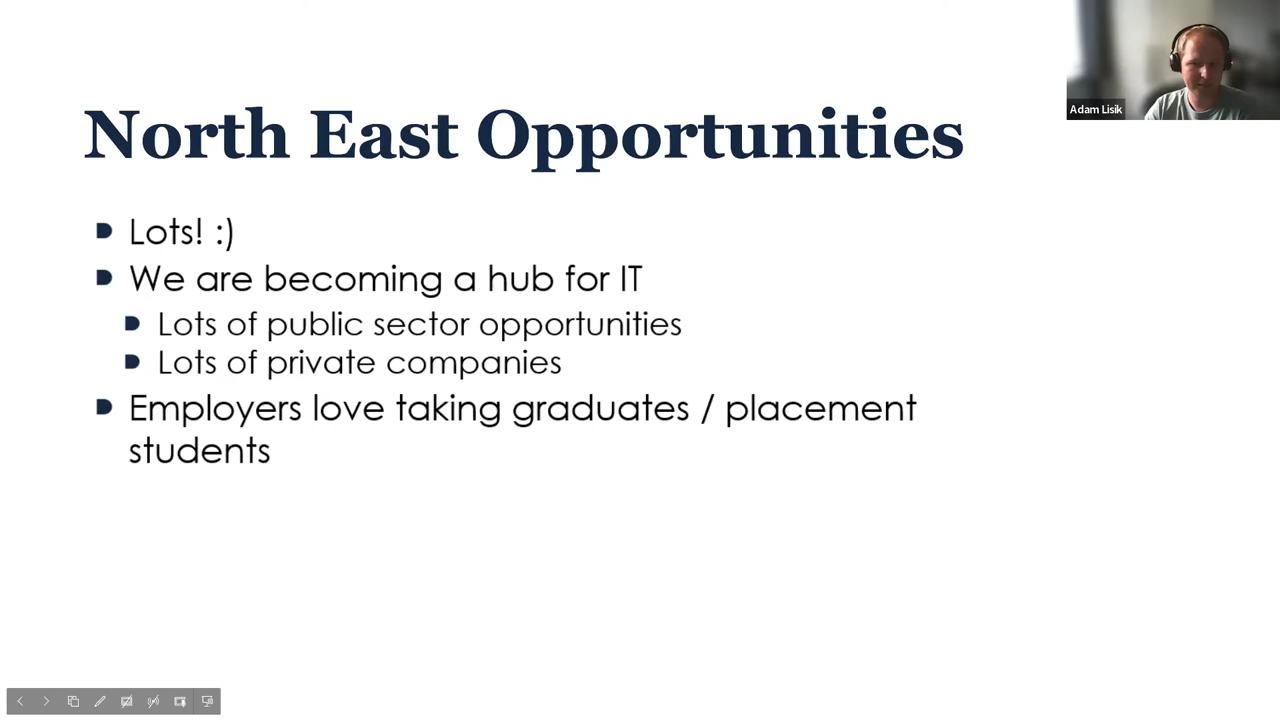 Adam Lisik
North East Opportunities
Lots! :)
We are becoming a hub for IT
Lots of public sector opportunities
Lots of private companies
Employers love taking graduates / placement
students